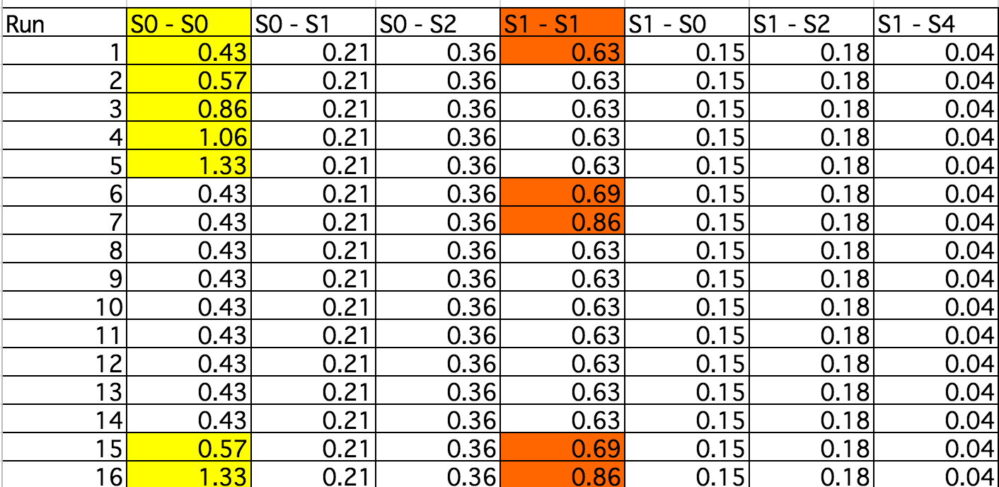 Run S0 - S0 S0 - S1 S0 - S2 S1 - S1 S1 - S0 S1 - S2 S1 - S4
1 0.43 0.21 0.36 0.63 0.15 0.18 0.04
2 0.57 0.21 0.36 0.63 0.15 0.18 0.04
3 0.86 0.21 0.36 0.63 0.15 0.18 0.04
4 1.06 0.21 0.36 0.63 0.15 0.18 0.04
5 1.33 0.21 0.36 0.63 0.15 0.18 0.04
6 0.43 0.21 0.36 0.69 0.15 0.18 0.04
7 0.43 0.21 0.36 0.86 0.15 0.18 0.04
8 0.43 0.21 0.36 0.63 0.15 0.18 0.04
9 0.43 0.21 0.36 0.63 0.15 0.18 0.04
10 0.43 0.21 0.36 0.63 0.15 0.18 0.04
11 0.43 0.21 0.36 0.63 0.15 0.18 0.04
12 0.43 0.21 0.36 0.63 0.15 0.18 0.04
13 0.43 0.21 0.36 0.63 0.15 0.18 0.04
14 0.43 0.21 0.36 0.63 0.15 0.18 0.04
15 0.57 0.21 0.36 0.69 0.15 0.18 0.04
16 1.33 0.21 0.36 0.86 0.15 0.18 0.04